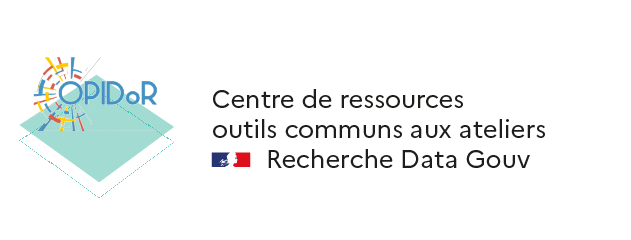 OPIDoR
Centre de ressources
outils communs aux ateliers
Recherche Data Gouv